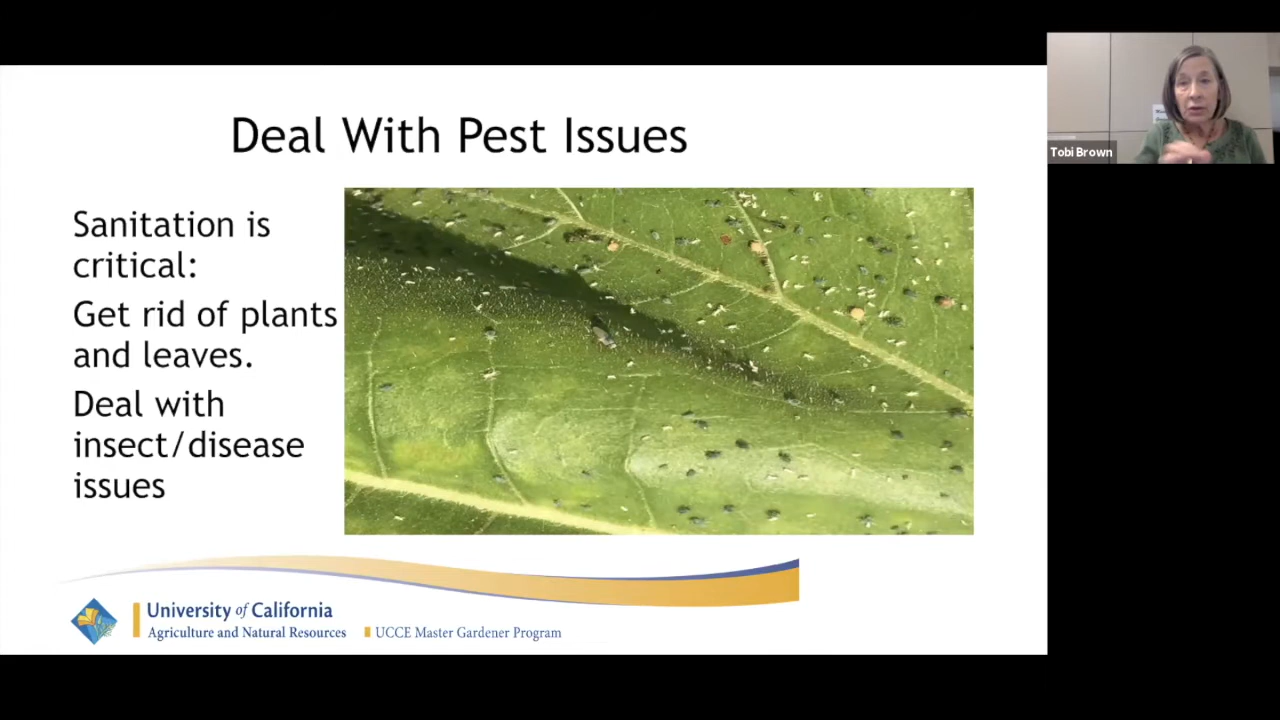 Deal With Pest Issues
Sanitation is
critical:
Get rid of plants
and leaves.
Deal with
insect/disease
issues
University of California
Agriculture and Natural Resources
UCCE Master Gardener Program
Tobi Brown